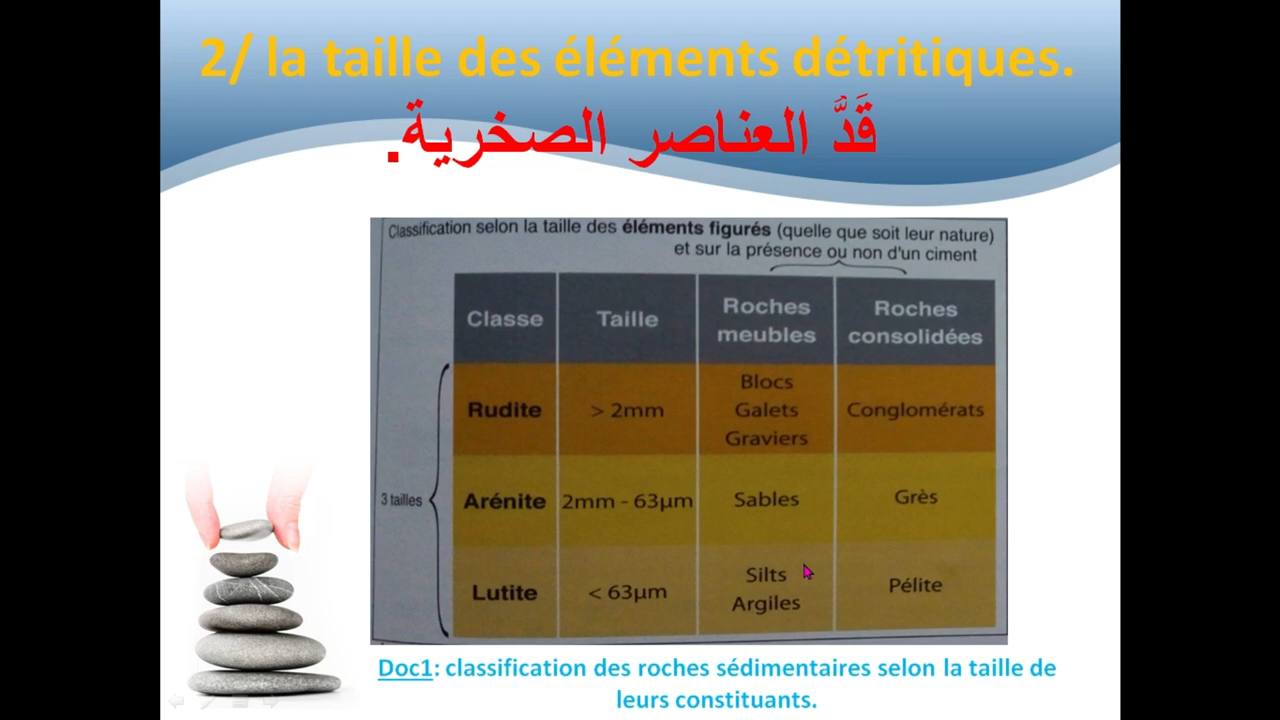 2/ la taille des éléments détritiques.
قَدَّ العناصر الصخرية.
Classification selon la taille des éléments figurés (quelle que soit leur nature)
et sur la présence ou non d'un ciment
Classe Taille Roches meubles Roches consolidées
3 tailles
Rudite > 2mm Blocs Galets Graviers Conglomérats
Arénite 2mm - 63µm Sables Grès
Lutite < 63µm Silts Argiles Pélite
Doc1: classification des roches sédimentaires selon la taille de
leurs constituants.